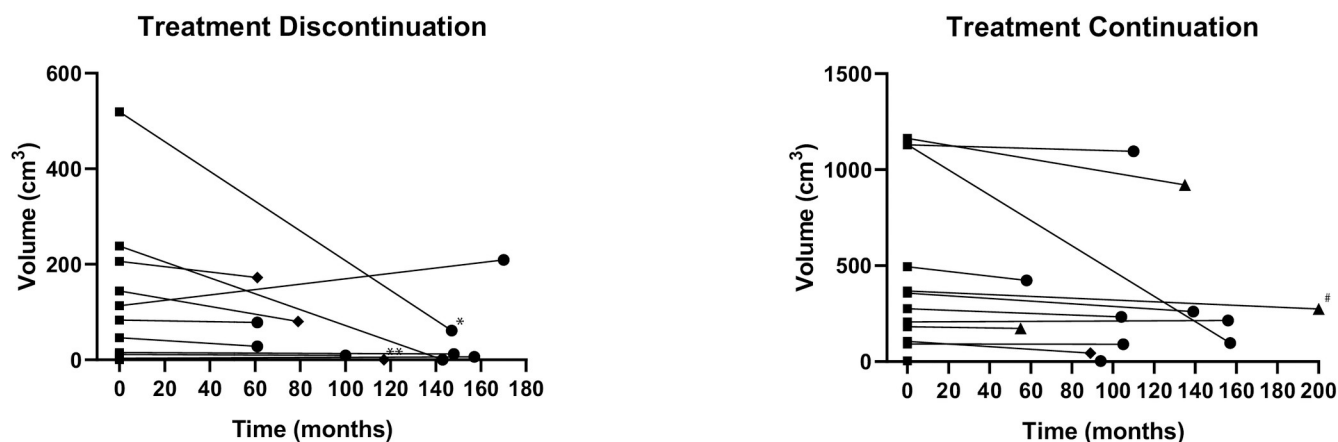 Treatment Discontinuation
600
400
200
0
Volume (cm³)
0 20 40 60 80 100 120 140 160 180
Time (months)
*
**
Treatment Continuation
1500
1000
500
0
Volume (cm³)
0 20 40 60 80 100 120 140 160 180 200
Time (months)
#